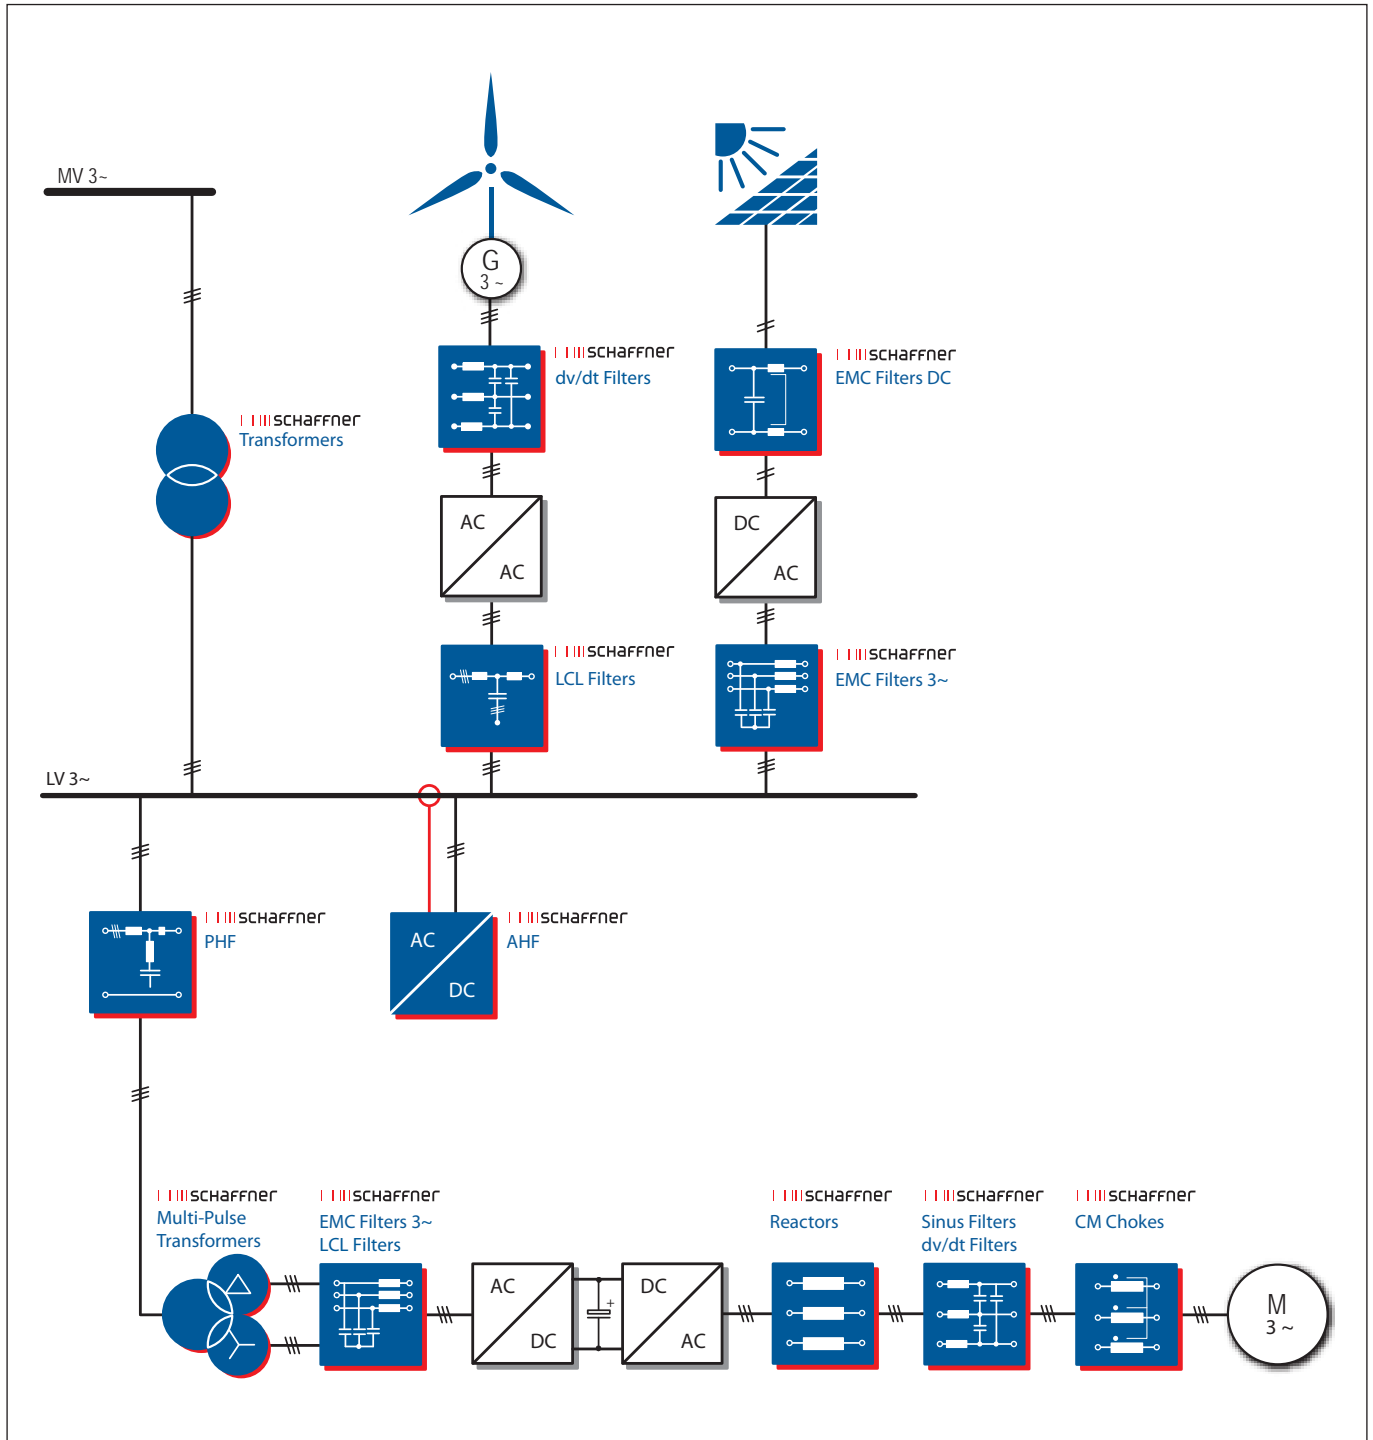 MV 3~
G
3 ~
SCHAFFNER
dv/dt Filters
SCHAFFNER
EMC Filters DC
SCHAFFNER
Transformers
AC
AC
DC
AC
SCHAFFNER
LCL Filters
SCHAFFNER
EMC Filters 3~
LV 3~
SCHAFFNER
PHF
AC
DC
SCHAFFNER
AHF
SCHAFFNER
Multi-Pulse
Transformers
SCHAFFNER
EMC Filters 3~
LCL Filters
AC
DC
+
DC
AC
SCHAFFNER
Reactors
SCHAFFNER
Sinus Filters
dv/dt Filters
SCHAFFNER
CM Chokes
M
3 ~